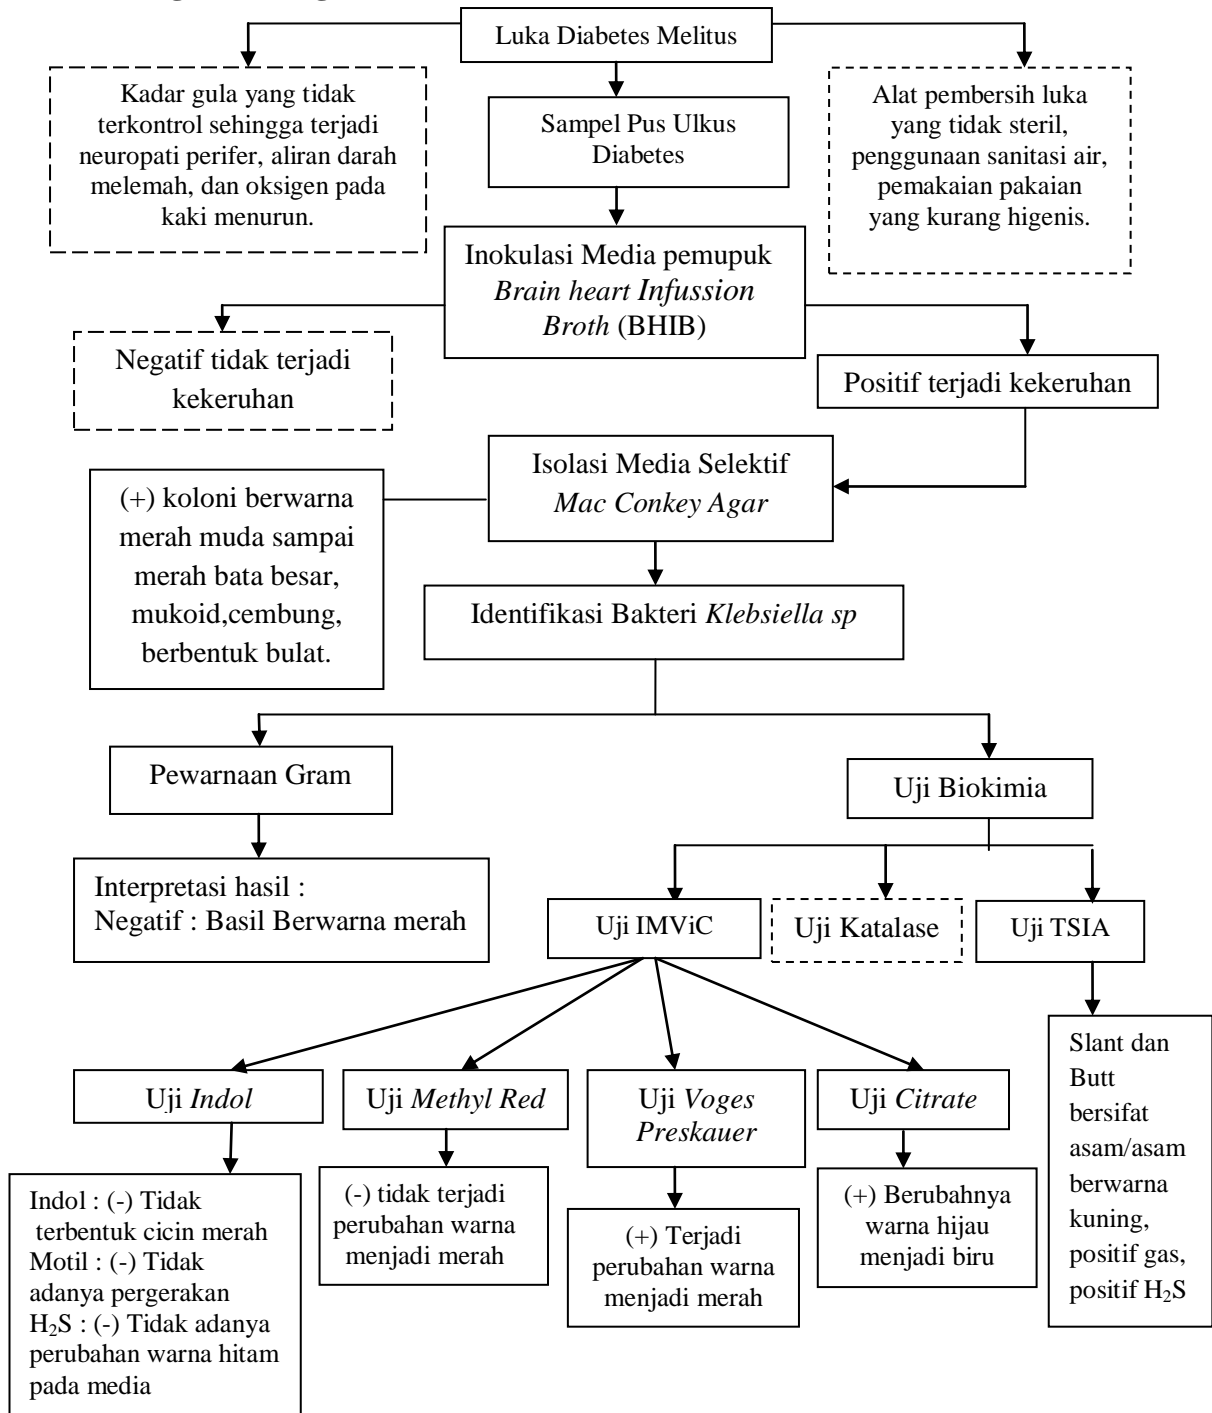 Luka Diabetes Melitus
Kadar gula yang tidak
terkontrol sehingga terjadi
neuropati perifer, aliran darah
melemah, dan oksigen pada
kaki menurun.
Sampel Pus Ulkus
Diabetes
Alat pembersih luka
yang tidak steril,
penggunaan sanitasi air,
pemakaian pakaian
yang kurang higenis.
Inokulasi Media pemupuk
Brain heart Infussion
Broth (BHIB)
Negatif tidak terjadi
kekeruhan
Positif terjadi kekeruhan
Isolasi Media Selektif
Mac Conkey Agar
(+) koloni berwarna
merah muda sampai
merah bata besar,
mukoid,cembung,
berbentuk bulat.
Identifikasi Bakteri Klebsiella sp
Pewarnaan Gram
Uji Biokimia
Interpretasi hasil :
Negatif : Basil Berwarna merah
Uji IMViC
Uji Katalase
Uji TSIA
Uji Indol
Uji Methyl Red
Uji Voges
Preskauer
Uji Citrate
Slant dan
Butt
bersifat
asam/asam
berwarna
kuning,
positif gas,
positif H₂S
Indol : (-) Tidak
terbentuk cicin merah
Motil : (-) Tidak
adanya pergerakan
H₂S : (-) Tidak adanya
perubahan warna hitam
pada media
(-) tidak terjadi
perubahan warna
menjadi merah
(+) Terjadi
perubahan warna
menjadi merah
(+) Berubahnya
warna hijau
menjadi biru